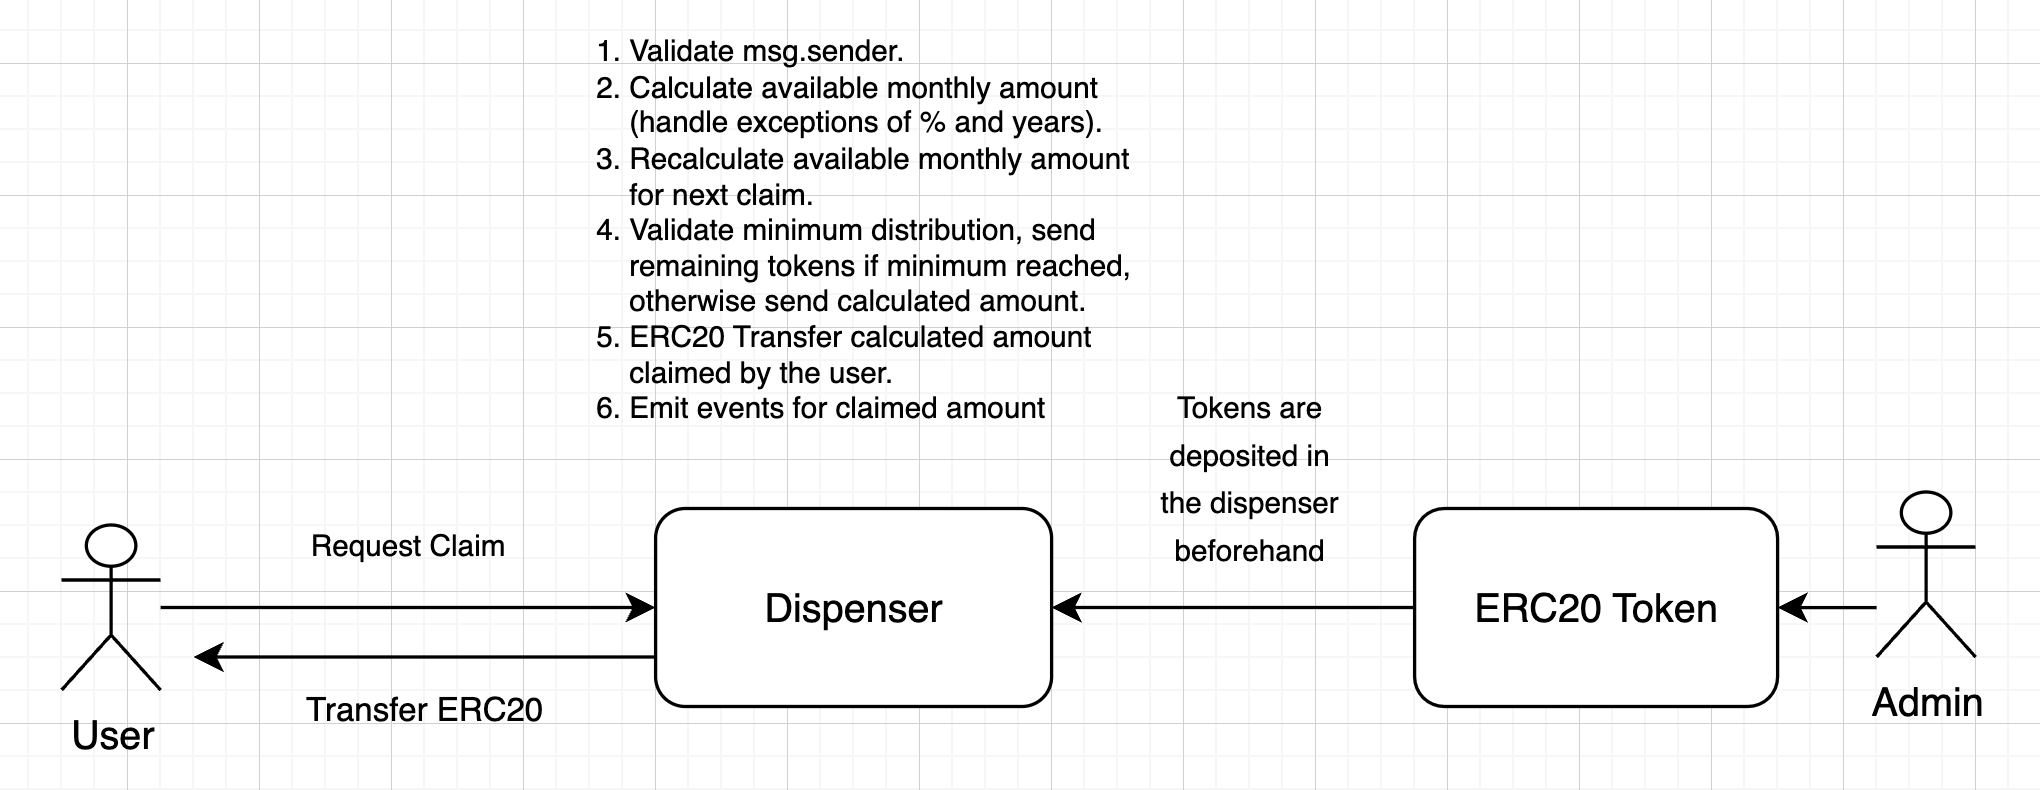 1. Validate msg.sender.
2. Calculate available monthly amount
(handle exceptions of % and years).
3. Recalculate available monthly amount
for next claim.
4. Validate minimum distribution, send
remaining tokens if minimum reached,
otherwise send calculated amount.
5. ERC20 Transfer calculated amount
claimed by the user.
6. Emit events for claimed amount
Tokens are
deposited in
the dispenser
beforehand
Request Claim
Dispenser
ERC20 Token
Transfer ERC20
User
Admin